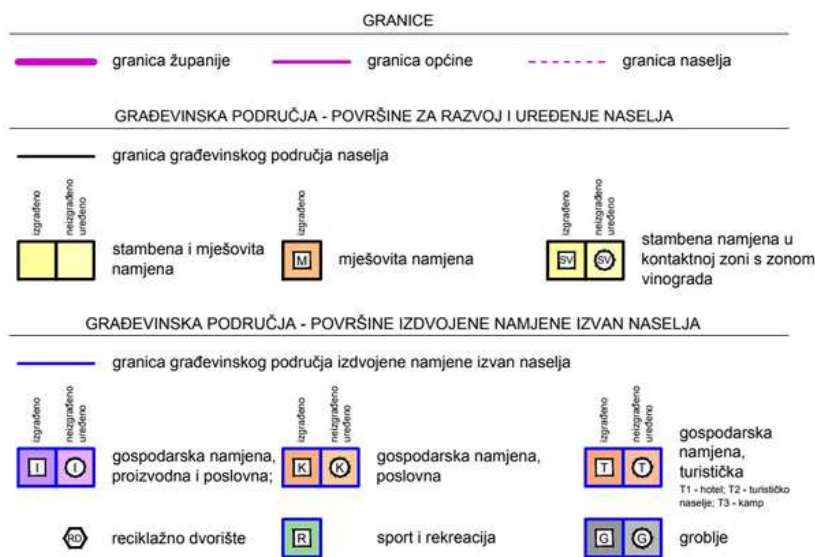 GRANICE
granica županije
granica općine
granica naselja
GRAĐEVINSKA PODRUČJA - POVRŠINE ZA RAZVOJ I UREĐENJE NASELJA
granica građevinskog područja naselja
izgrađeno
neizgrađeno
uređeno
stambena i mješovita
namjena
izgrađeno
M
mješovita namjena
izgrađeno
neizgrađeno
uređeno
SV
SV
stambena namjena u
kontaktnoj zoni s zonom
vinograda
GRAĐEVINSKA PODRUČJA - POVRŠINE IZDVOJENE NAMJENE IZVAN NASELJA
granica građevinskog područja izdvojene namjene izvan naselja
izgrađeno
neizgrađeno
uređeno
I
I
gospodarska namjena,
proizvodna i poslovna;
izgrađeno
neizgrađeno
uređeno
K
K
gospodarska namjena,
poslovna
izgrađeno
neizgrađeno
uređeno
T
T
gospodarska
namjena,
turistička
T1 - hotel; T2 - turističko
naselje; T3 - kamp
RD
reciklažno dvorište
R
sport i rekreacija
G
G
groblje